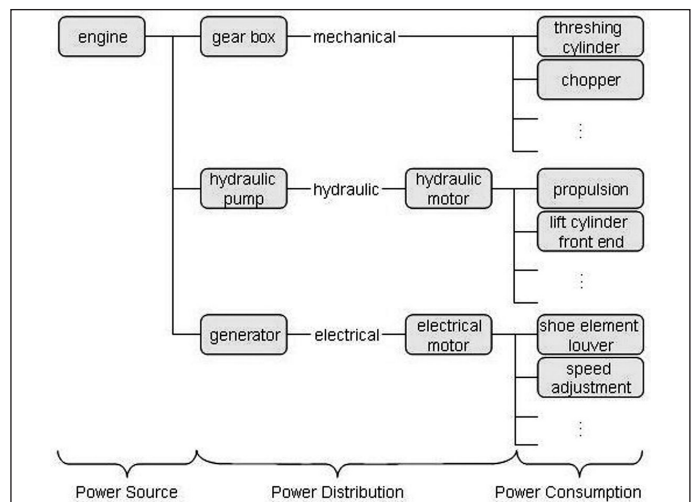 engine
gear box
mechanical
threshing
cylinder
chopper
hydraulic
pump
hydraulic
hydraulic
motor
propulsion
lift cylinder
front end
generator
electrical
electrical
motor
shoe element
louver
speed
adjustment
Power Source
Power Distribution
Power Consumption